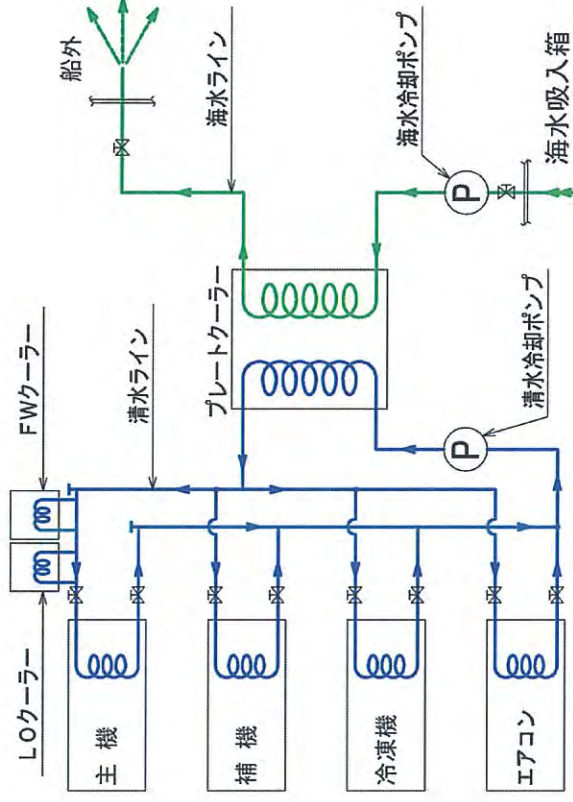 LOクーラー
FWクーラー
清水ライン
船外
海水ライン
プレートクーラー
海水冷却ポンプ
P
海水吸入箱
清水冷却ポンプ
P
主機
補機
冷凍機
エアコン